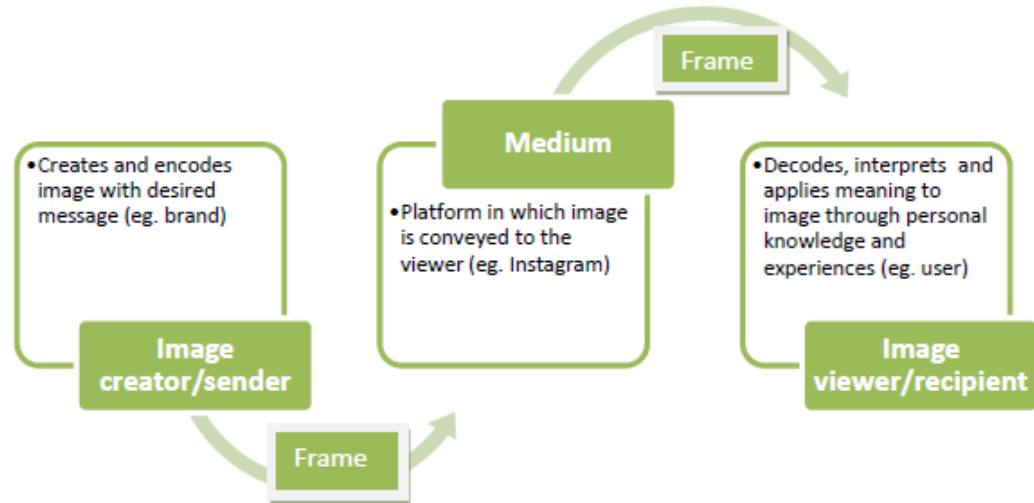 •Creates and encodes
image with desired
message (eg. brand)
Image
creator/sender
Frame
Medium
•Platform in which image
is conveyed to the
viewer (eg. Instagram)
Frame
•Decodes, interprets and
applies meaning to
image through personal
knowledge and
experiences (eg. user)
Image
viewer/recipient